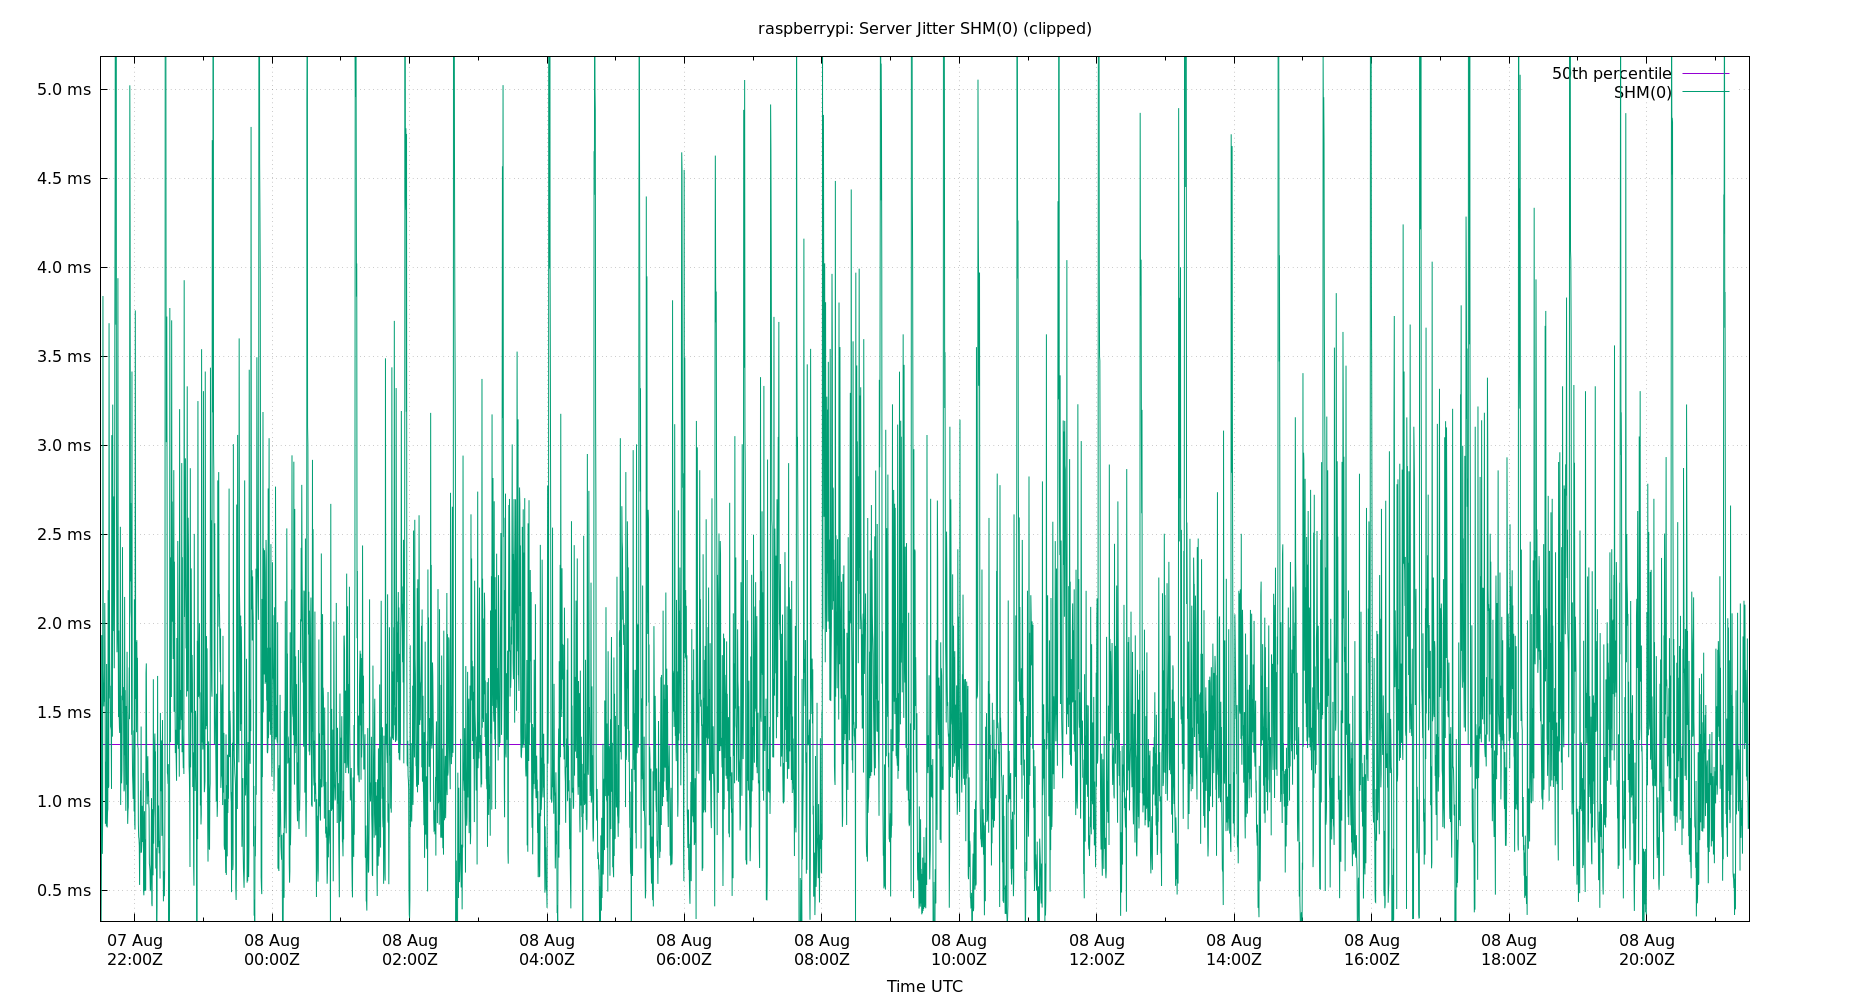 raspberrypi: Server Jitter SHM(0) (clipped)
50th percentile
SHM(0)
5.0 ms
4.5 ms
4.0 ms
3.5 ms
3.0 ms
2.5 ms
2.0 ms
1.5 ms
1.0 ms
0.5 ms
07 Aug 08 Aug 08 Aug 08 Aug 08 Aug 08 Aug 08 Aug 08 Aug 08 Aug 08 Aug 08 Aug 08 Aug
22:00Z 00:00Z 02:00Z 04:00Z 06:00Z 08:00Z 10:00Z 12:00Z 14:00Z 16:00Z 18:00Z 20:00Z
Time UTC